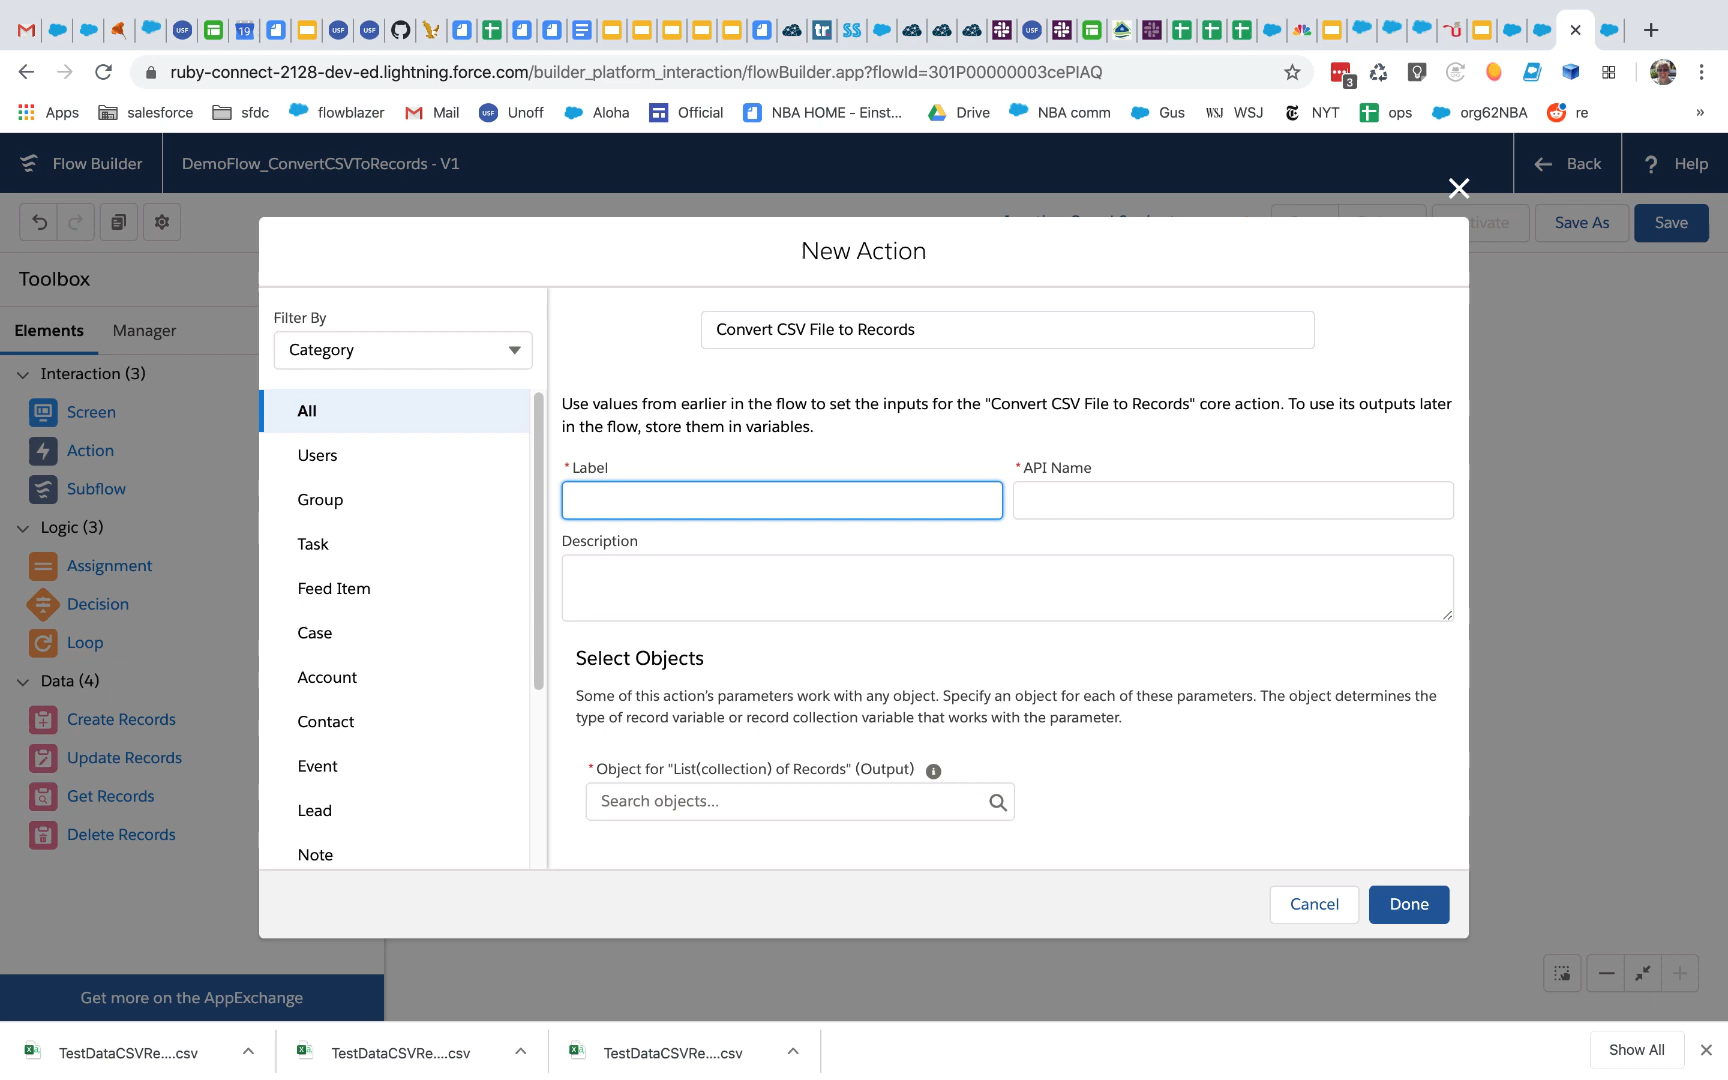 ruby-connect-2128-dev-ed.lightning.force.com/builder_platform_interaction/flowBuilder.app?flowId=301P00000003cePIAQ
Apps salesforce sfdc flowblazer Mail Unoff Aloha Official NBA HOME - Einst... Drive NBA comm Gus WSJ WSJ NYT ops org62NBA re »
Flow Builder DemoFlow_ConvertCSVToRecords - V1 Back ? Help
Save As Save
New Action
Toolbox
Elements Manager
Interaction (3)
Screen
Action
Subflow
Logic (3)
Assignment
Decision
Loop
Data (4)
Create Records
Update Records
Get Records
Delete Records
Get more on the AppExchange
Filter By
Category
All
Users
Group
Task
Feed Item
Case
Account
Contact
Event
Lead
Note
Convert CSV File to Records
Use values from earlier in the flow to set the inputs for the "Convert CSV File to Records" core action. To use its outputs later
in the flow, store them in variables.
* Label * API Name
Description
Select Objects
Some of this action's parameters work with any object. Specify an object for each of these parameters. The object determines the
type of record variable or record collection variable that works with the parameter.
* Object for "List(collection) of Records" (Output)
Search objects...
Cancel Done
TestDataCSVRe....csv TestDataCSVRe....csv TestDataCSVRe....csv Show All